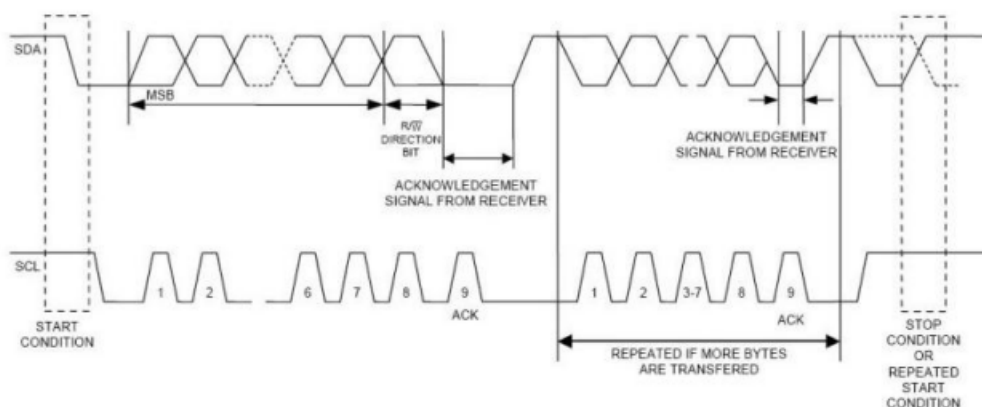 SDA
MSB
R/W̅
DIRECTION
BIT
ACKNOWLEDGEMENT
SIGNAL FROM RECEIVER
ACKNOWLEDGEMENT
SIGNAL FROM RECEIVER
SCL
1 2 6 7 8 9 1 2 3-7 8 9
ACK ACK
START
CONDITION
REPEATED IF MORE BYTES
ARE TRANSFERED
STOP
CONDITION
OR
REPEATED
START
CONDITION